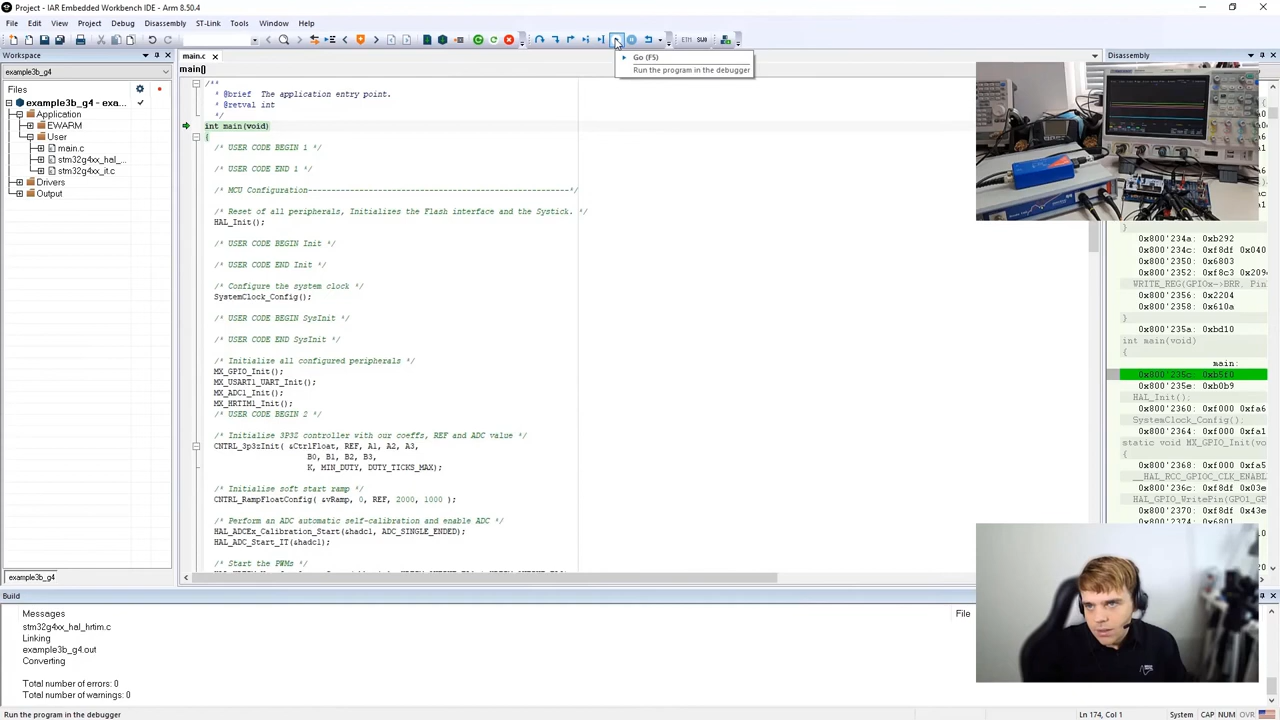 Project - IAR Embedded Workbench IDE - Arm 8.50.4
File Edit View Project Debug Disassembly ST-Link Tools Window Help
Workspace
example3b_g4
Files
example3b_g4 - exa...
Application
EWARM
User
main.c
stm32g4xx_hal_...
stm32g4xx_it.c
Drivers
Output
example3b_g4
main.c
main()
Go (F5)
Run the program in the debugger
/**
* @brief The application entry point.
* @retval int
*/
int main(void)
{
/* USER CODE BEGIN 1 */
/* USER CODE END 1 */
/* MCU Configuration--------------------------------------------------------*/
/* Reset of all peripherals, Initializes the Flash interface and the Systick. */
HAL_Init();
/* USER CODE BEGIN Init */
/* USER CODE END Init */
/* Configure the system clock */
SystemClock_Config();
/* USER CODE BEGIN SysInit */
/* USER CODE END SysInit */
/* Initialize all configured peripherals */
MX_GPIO_Init();
MX_USART1_UART_Init();
MX_ADC1_Init();
MX_HRTIM1_Init();
/* USER CODE BEGIN 2 */
/* Initialise 3P3Z controller with our coeffs, REF and ADC value */
CNTRL_3p3zInit( &CtrlFloat, REF, A1, A2, A3,
B0, B1, B2, B3,
K, MIN_DUTY, DUTY_TICKS_MAX);
/* Initialise soft start ramp */
CNTRL_RampFloatConfig( &vRamp, 0, REF, 2000, 1000 );
/* Perform an ADC automatic self-calibration and enable ADC */
HAL_ADCEx_Calibration_Start(&hadc1, ADC_SINGLE_ENDED);
HAL_ADC_Start_IT(&hadc1);
/* Start the PWMs */
Disassembly
}
0x800'234a: 0xb292
0x800'234c: 0xf8df 0x040
0x800'2350: 0x6803
0x800'2352: 0xf8c3 0x209
WRITE_REG(GPIOx->BRR, Pin
0x800'2356: 0x2204
0x800'2358: 0x610a
}
0x800'235a: 0xbd10
int main(void)
{
main:
0x800'235c: 0xb5f0
0x800'235e: 0xb0b9
HAL_Init();
0x800'2360: 0xf000 0xfa6
SystemClock_Config();
0x800'2364: 0xf000 0xfa1
static void MX_GPIO_Init(vo
{
0x800'2368: 0xf000 0xfa5
__HAL_RCC_GPIOC_CLK_ENABL
0x800'236c: 0xf8df 0x03e
HAL_GPIO_WritePin(GPO1_GP
0x800'2370: 0xf8df 0x43e
0x800'2374: 0x6801
Build
Messages
File
stm32g4xx_hal_hrtim.c
Linking
example3b_g4.out
Converting
Total number of errors: 0
Total number of warnings: 0
Run the program in the debugger
Ln 174, Col 1 System CAP NUM OVR